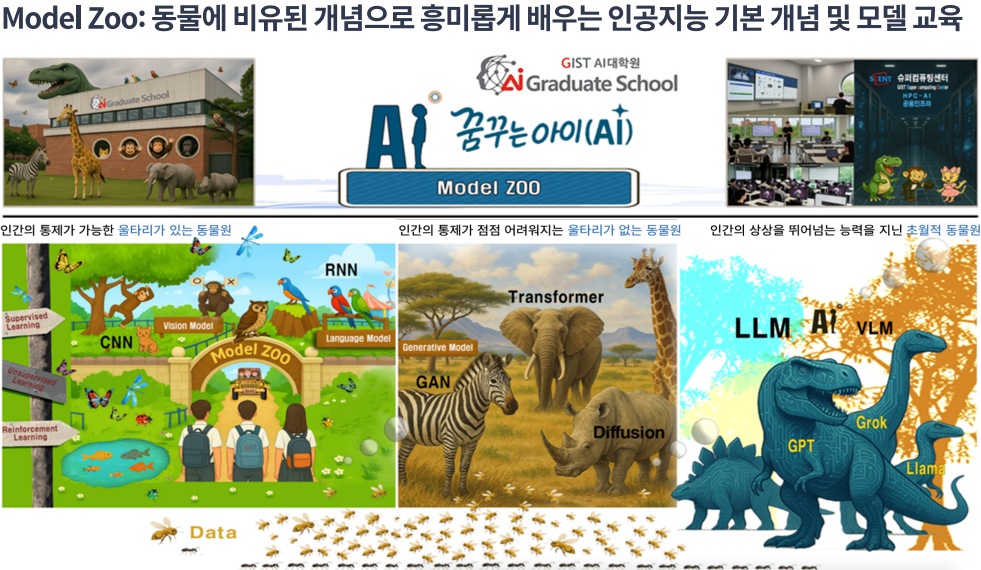 Model Zoo: 동물에 비유된 개념으로 흥미롭게 배우는 인공지능 기본 개념 및 모델 교육
Ai Graduate School
GIST AI대학원
Ai Graduate School
Ai 꿈꾸는아이(Ai)
Model ZOO
슈퍼컴퓨팅센터
GIST Super computing Center
HPC-AI
공용인프라
인간의 통제가 가능한 울타리가 있는 동물원
인간의 통제가 점점 어려워지는 울타리가 없는 동물원
인간의 상상을 뛰어넘는 능력을 지닌 초월적 동물원
Supervised
Learning
Unsupervised
Learning
Reinforcement
Learning
CNN
O X
Vision Model
RNN
Language Model
Model ZOO
Transformer
Generative Model
GAN
Diffusion
LLM
Ai
VLM
GPT
Grok
Llama
Data